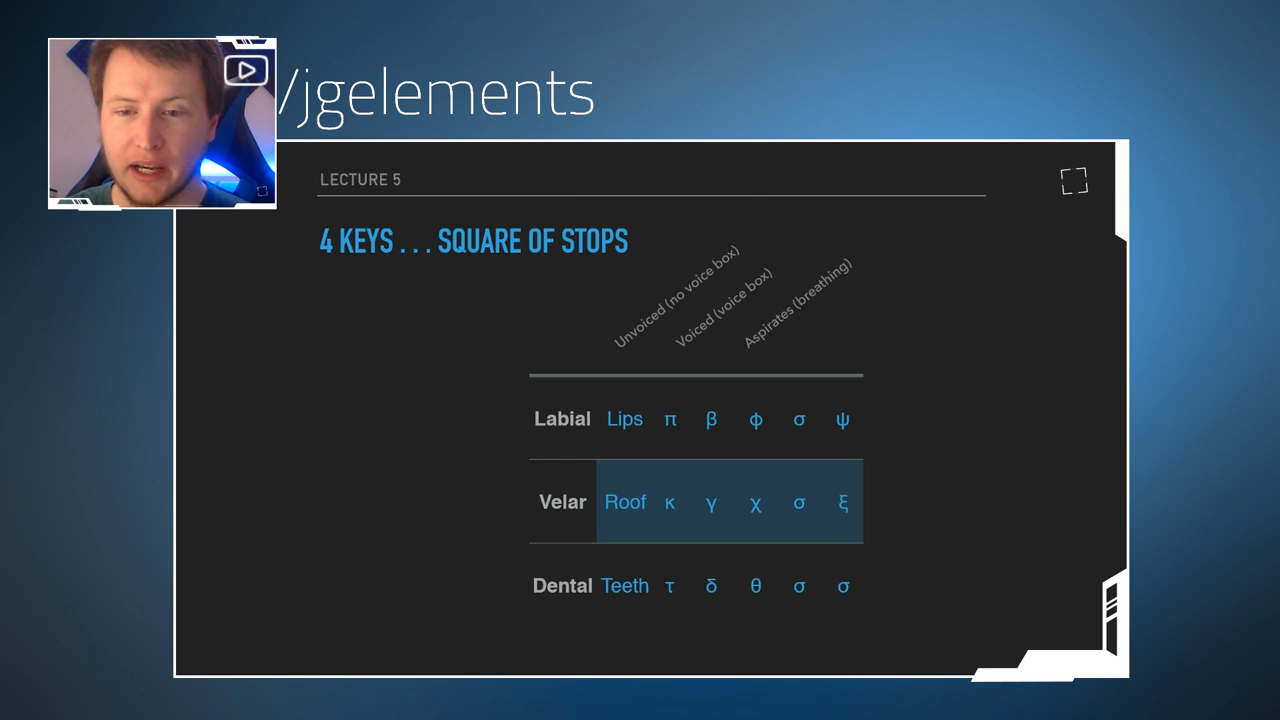 /jgelements
LECTURE 5
4 KEYS . . . SQUARE OF STOPS
Unvoiced (no voice box)
Voiced (voice box)
Aspirates (breathing)
Labial Lips π β φ σ ψ
Velar Roof κ γ χ σ ξ
Dental Teeth τ δ θ σ σ